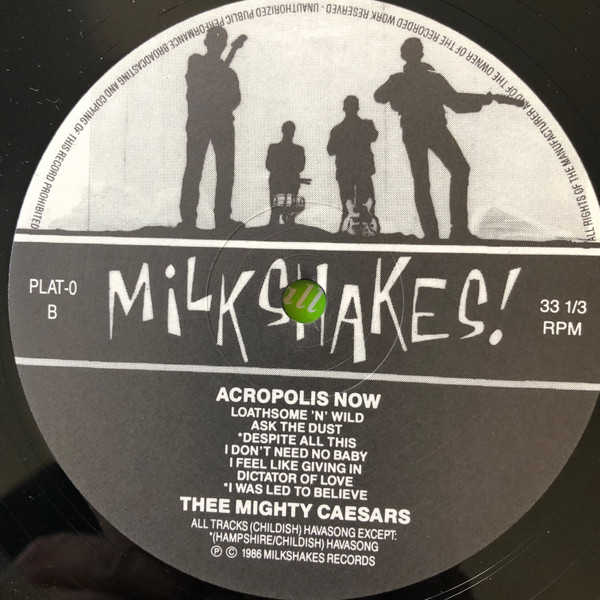 ALL RIGHTS OF THE MANUFACTURER AND OF THE OWNER OF THE RECORDED WORK RESERVED - UNAUTHORIZED PUBLIC PERFORMANCE BROADCASTING AND COPYING OF THIS RECORD PROHIBITED
PLAT-0
B
MiLKSHAKES!
33 1/3
RPM
ACROPOLIS NOW
LOATHSOME 'N' WILD
ASK THE DUST
*DESPITE ALL THIS
I DON'T NEED NO BABY
I FEEL LIKE GIVING IN
DICTATOR OF LOVE
*I WAS LED TO BELIEVE
THEE MIGHTY CAESARS
ALL TRACKS (CHILDISH) HAVASONG EXCEPT:
*(HAMPSHIRE/CHILDISH) HAVASONG
Ⓟ © 1986 MILKSHAKES RECORDS